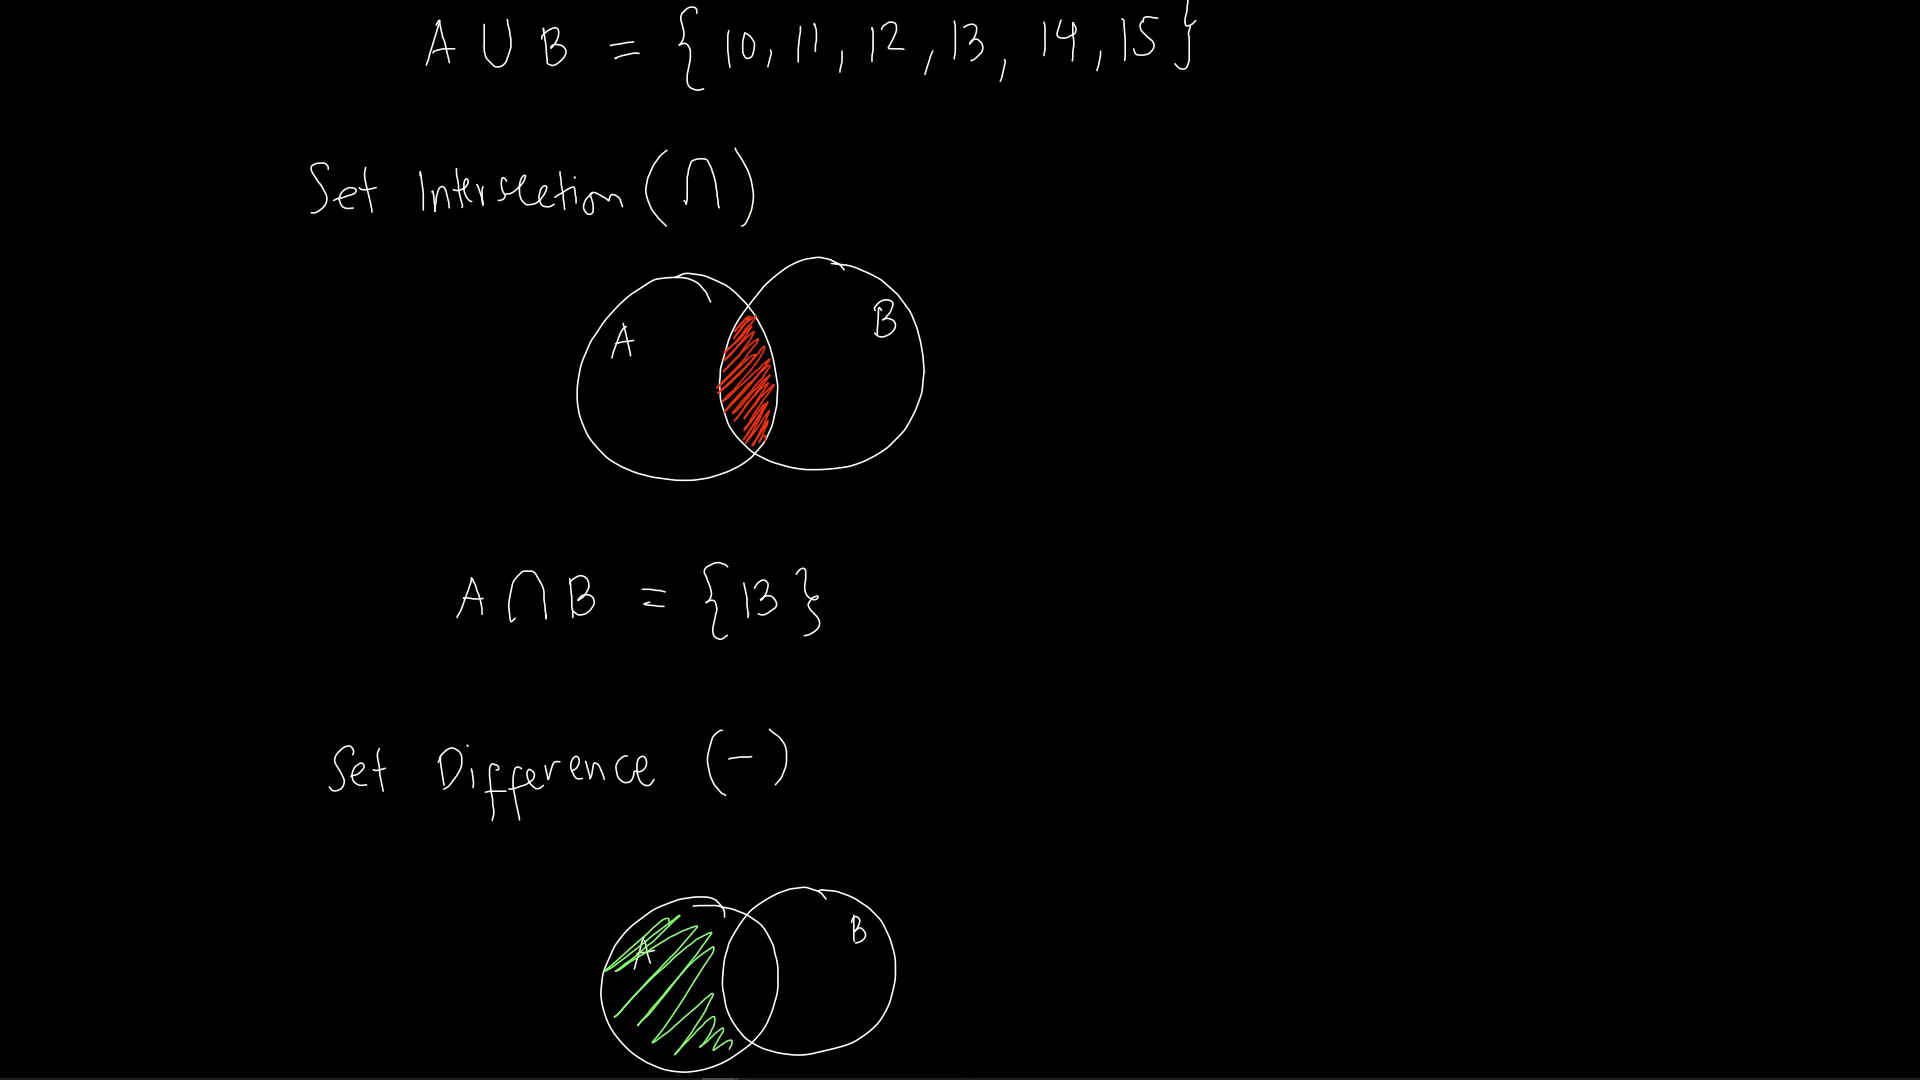 A ∪ B = {10, 11, 12, 13, 14, 15}
Set Intersection (∩)
A B
A ∩ B = {13}
Set Difference (-)
A B